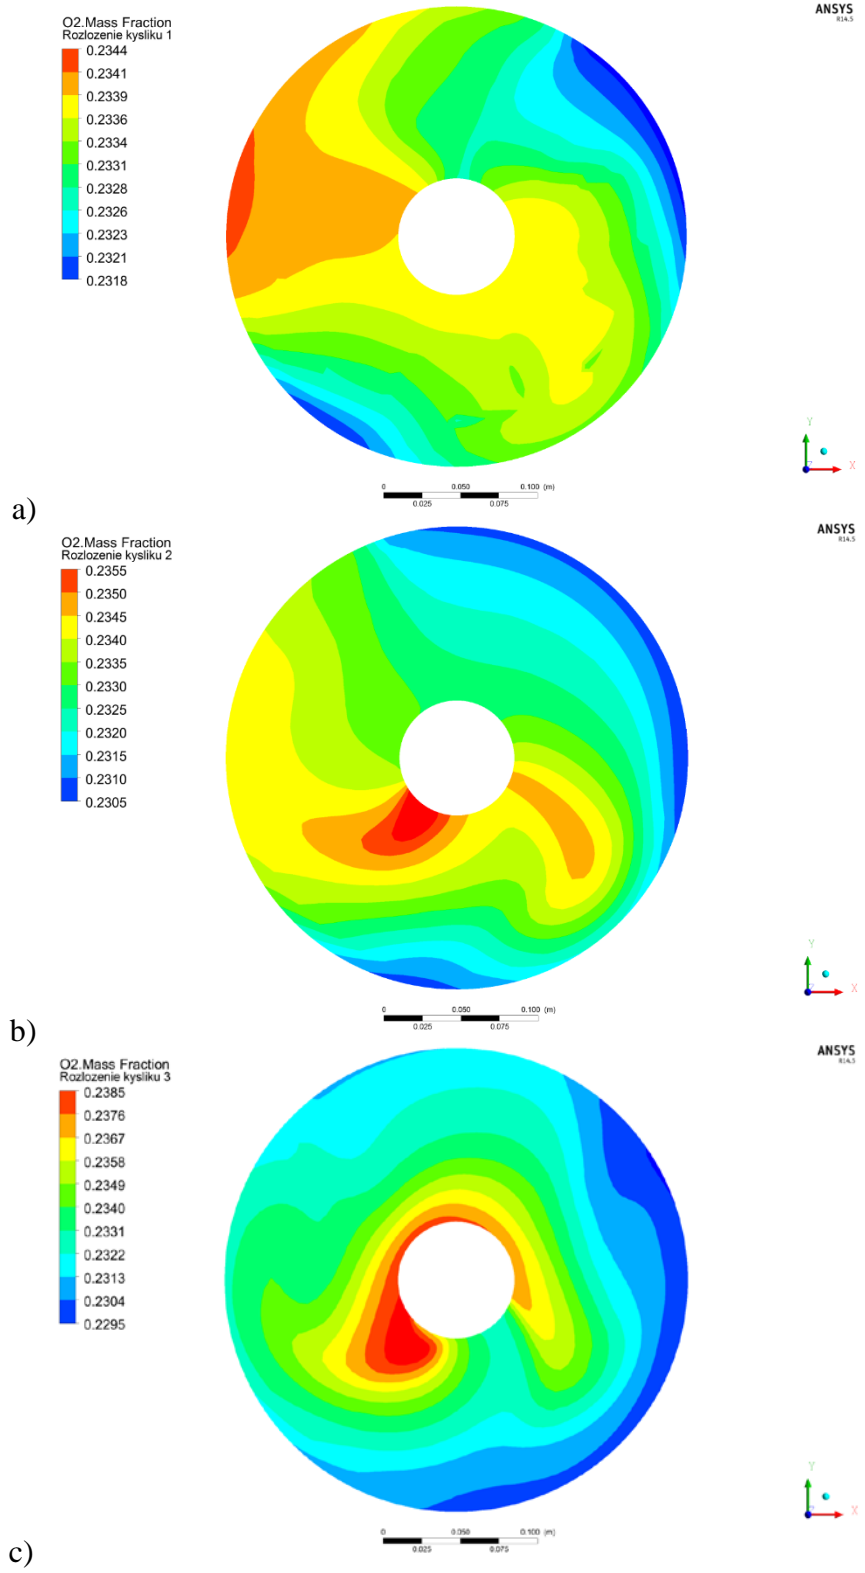 O2.Mass Fraction
Rozlozenie kysliku 1
0.2344
0.2341
0.2339
0.2336
0.2334
0.2331
0.2328
0.2326
0.2323
0.2321
0.2318
ANSYS
R14.5
Y
X
Z
0 0.050 0.100 (m)
0.025 0.075
a)
O2.Mass Fraction
Rozlozenie kysliku 2
0.2355
0.2350
0.2345
0.2340
0.2335
0.2330
0.2325
0.2320
0.2315
0.2310
0.2305
ANSYS
R14.5
Y
X
Z
0 0.050 0.100 (m)
0.025 0.075
b)
O2.Mass Fraction
Rozlozenie kysliku 3
0.2385
0.2376
0.2367
0.2358
0.2349
0.2340
0.2331
0.2322
0.2313
0.2304
0.2295
ANSYS
R14.5
Y
X
Z
0 0.050 0.100 (m)
0.025 0.075
c)